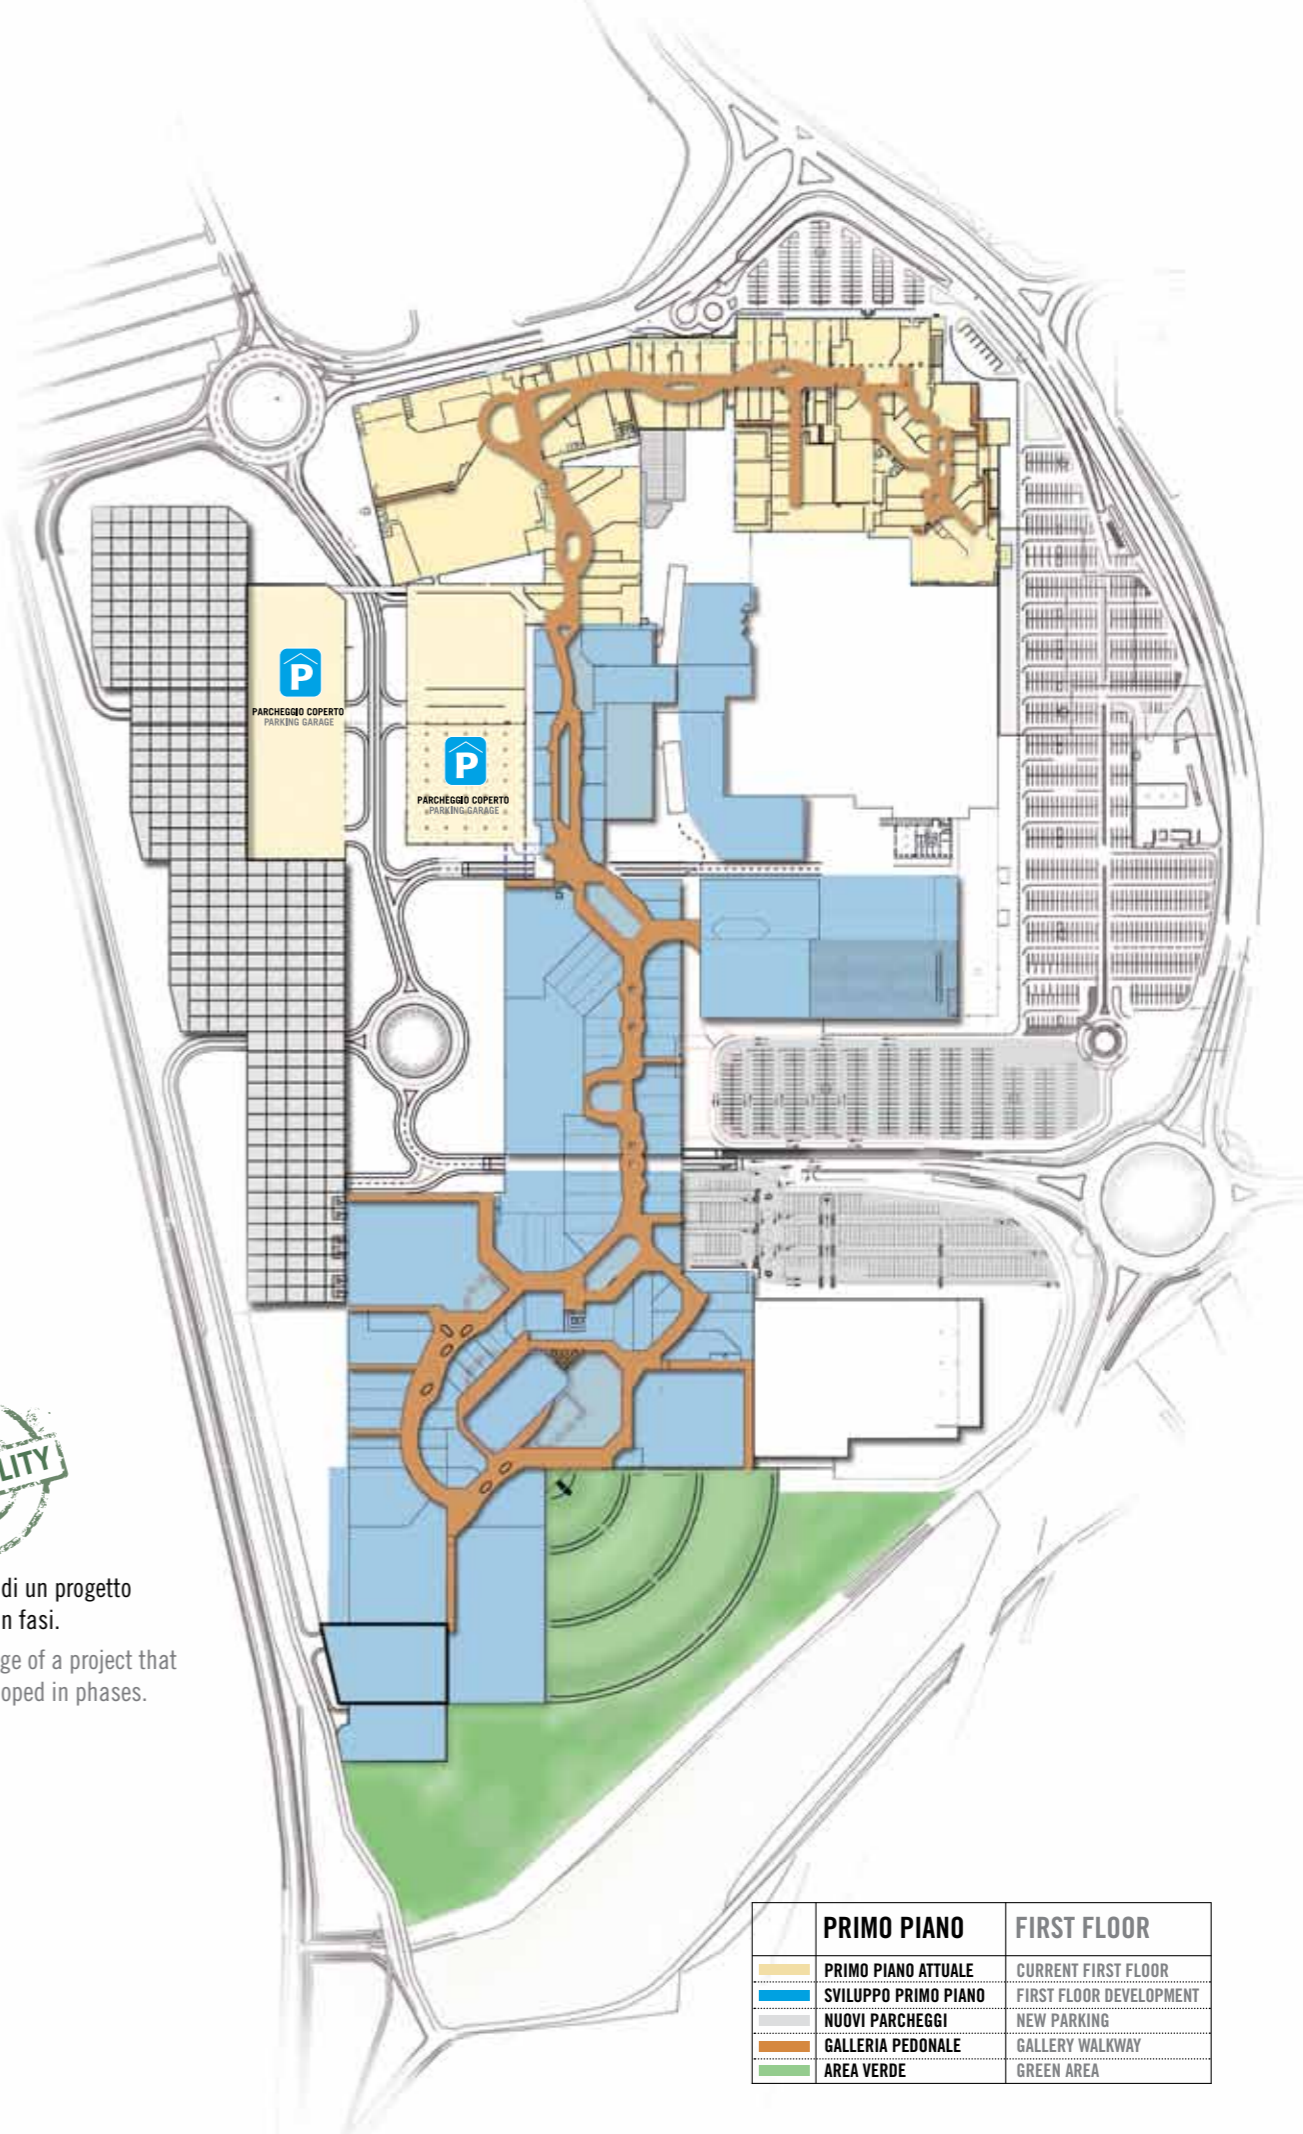 P
PARCHEGGIO COPERTO
PARKING GARAGE
P
PARCHEGGIO COPERTO
PARKING GARAGE
LITY
di un progetto
n fasi.
ge of a project that
oped in phases.
PRIMO PIANO FIRST FLOOR
PRIMO PIANO ATTUALE CURRENT FIRST FLOOR
SVILUPPO PRIMO PIANO FIRST FLOOR DEVELOPMENT
NUOVI PARCHEGGI NEW PARKING
GALLERIA PEDONALE GALLERY WALKWAY
AREA VERDE GREEN AREA